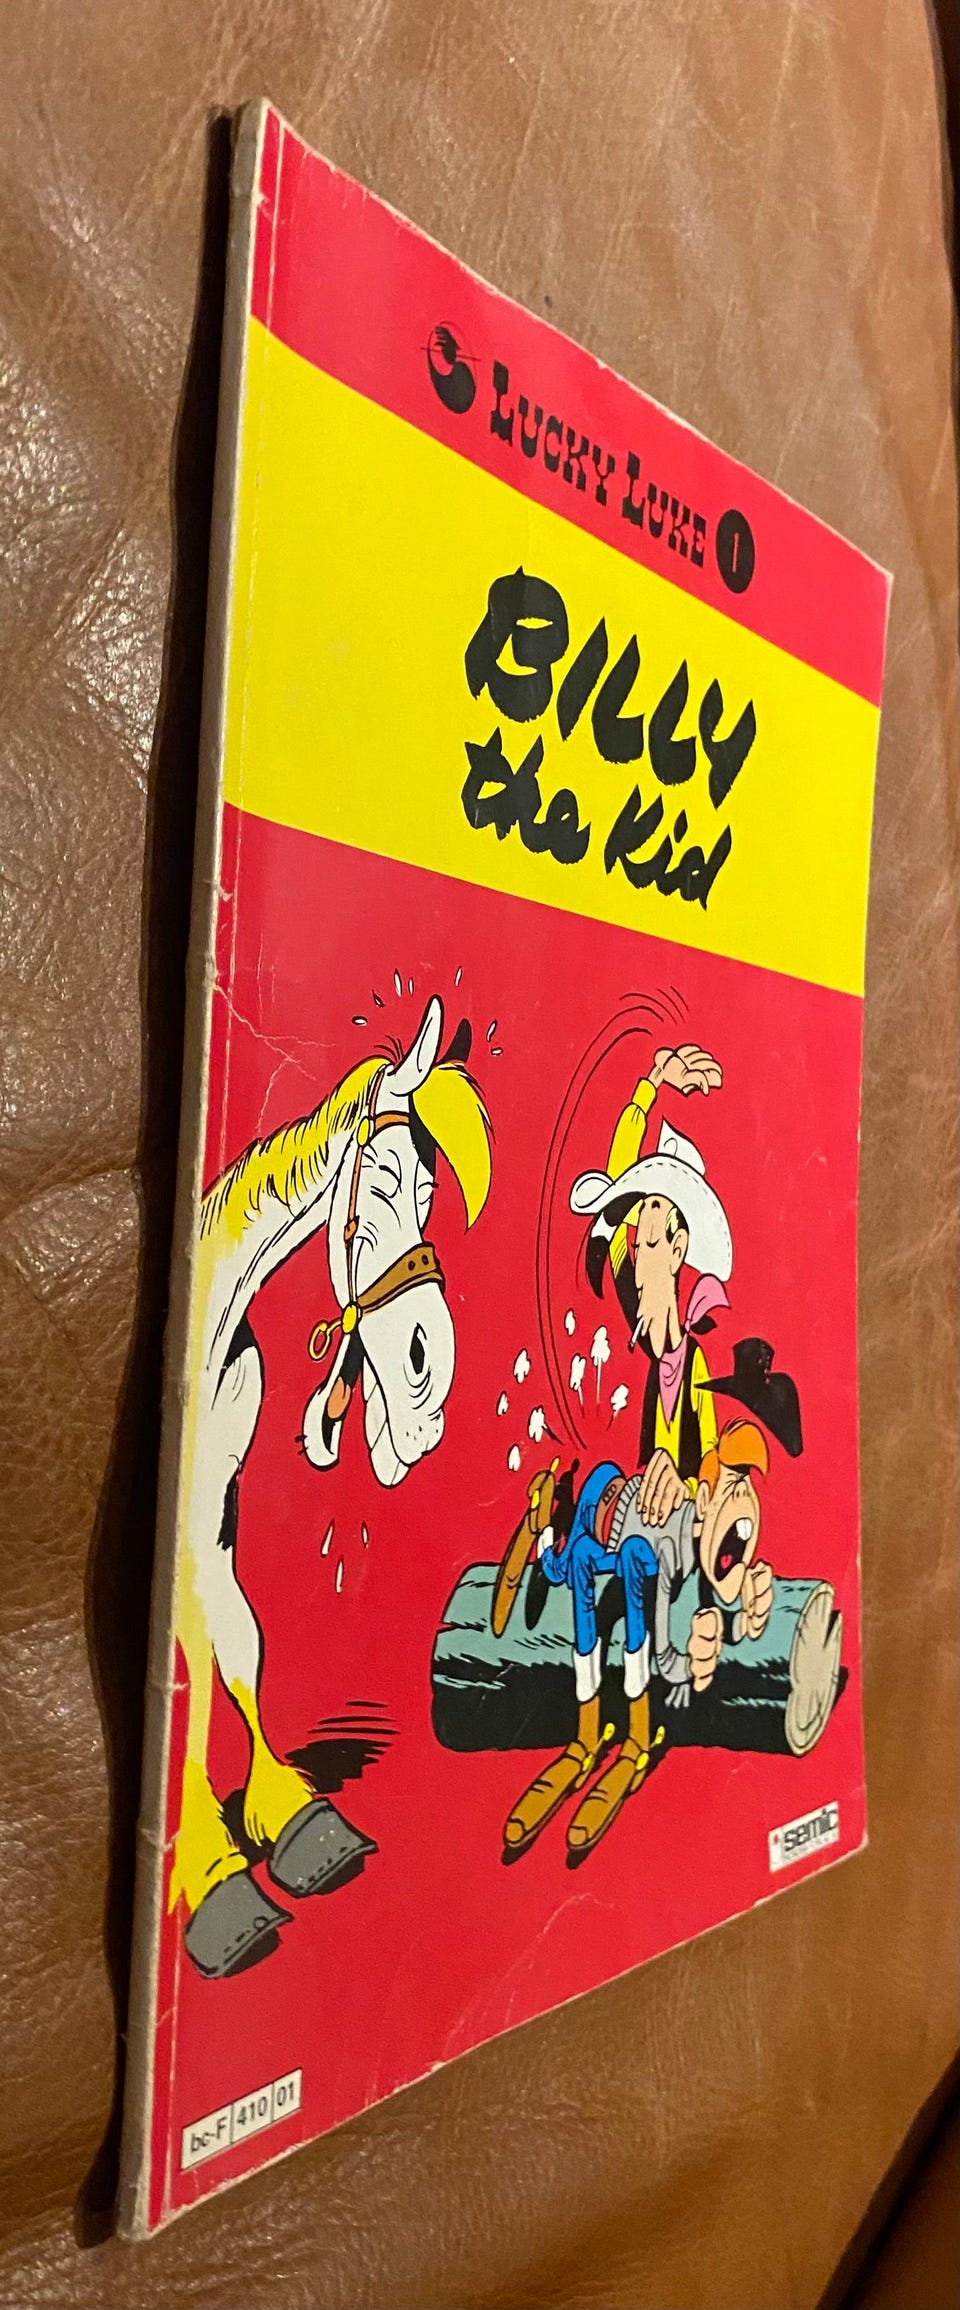 LUCKY LUKE 1
BILLY
the Kid
semic
bc-F 410 01